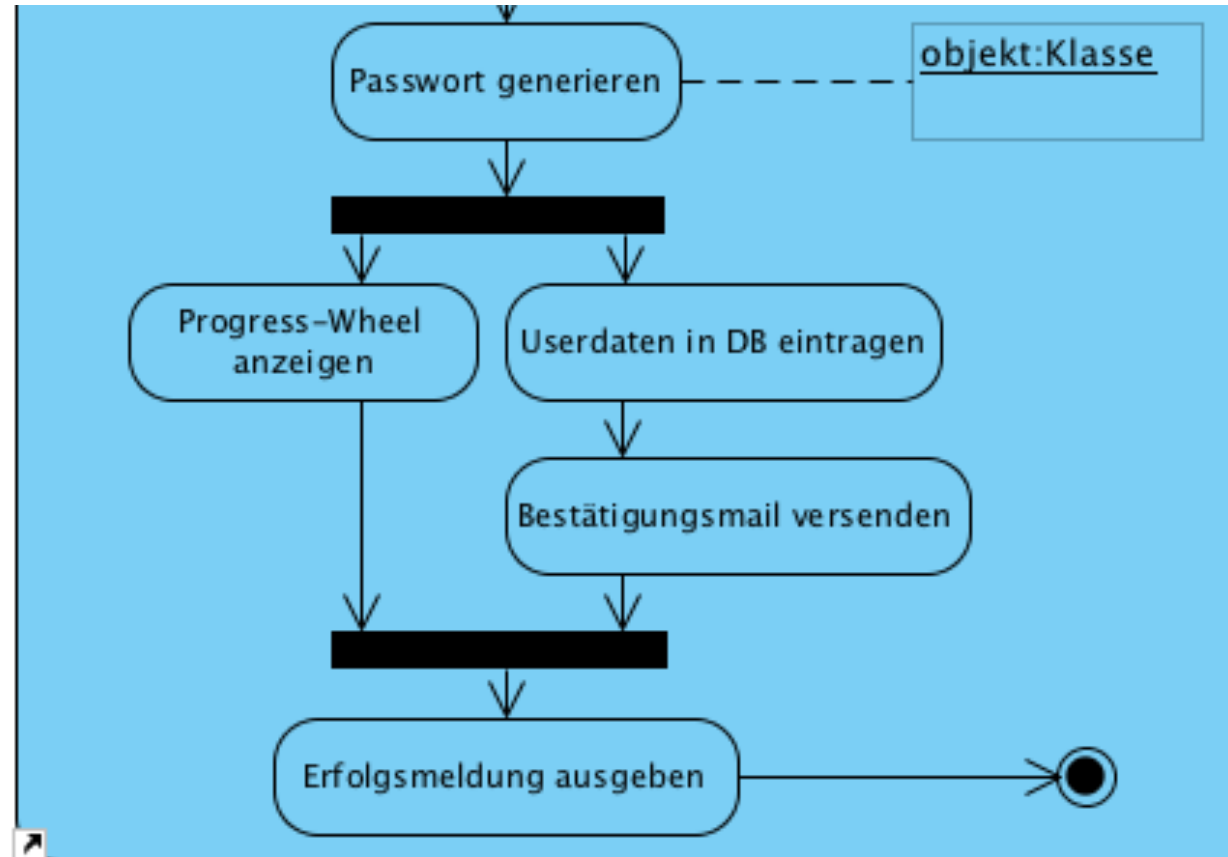 Passwort generieren
objekt:Klasse
Progress-Wheel
anzeigen
Userdaten in DB eintragen
Bestätigungsmail versenden
Erfolgsmeldung ausgeben